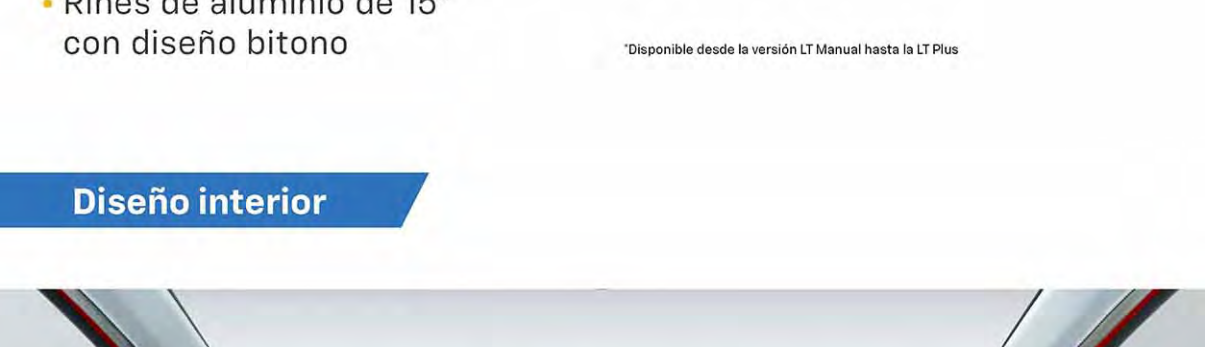 • Rines de aluminio de 15"
con diseño bitono
*Disponible desde la versión LT Manual hasta la LT Plus
Diseño interior